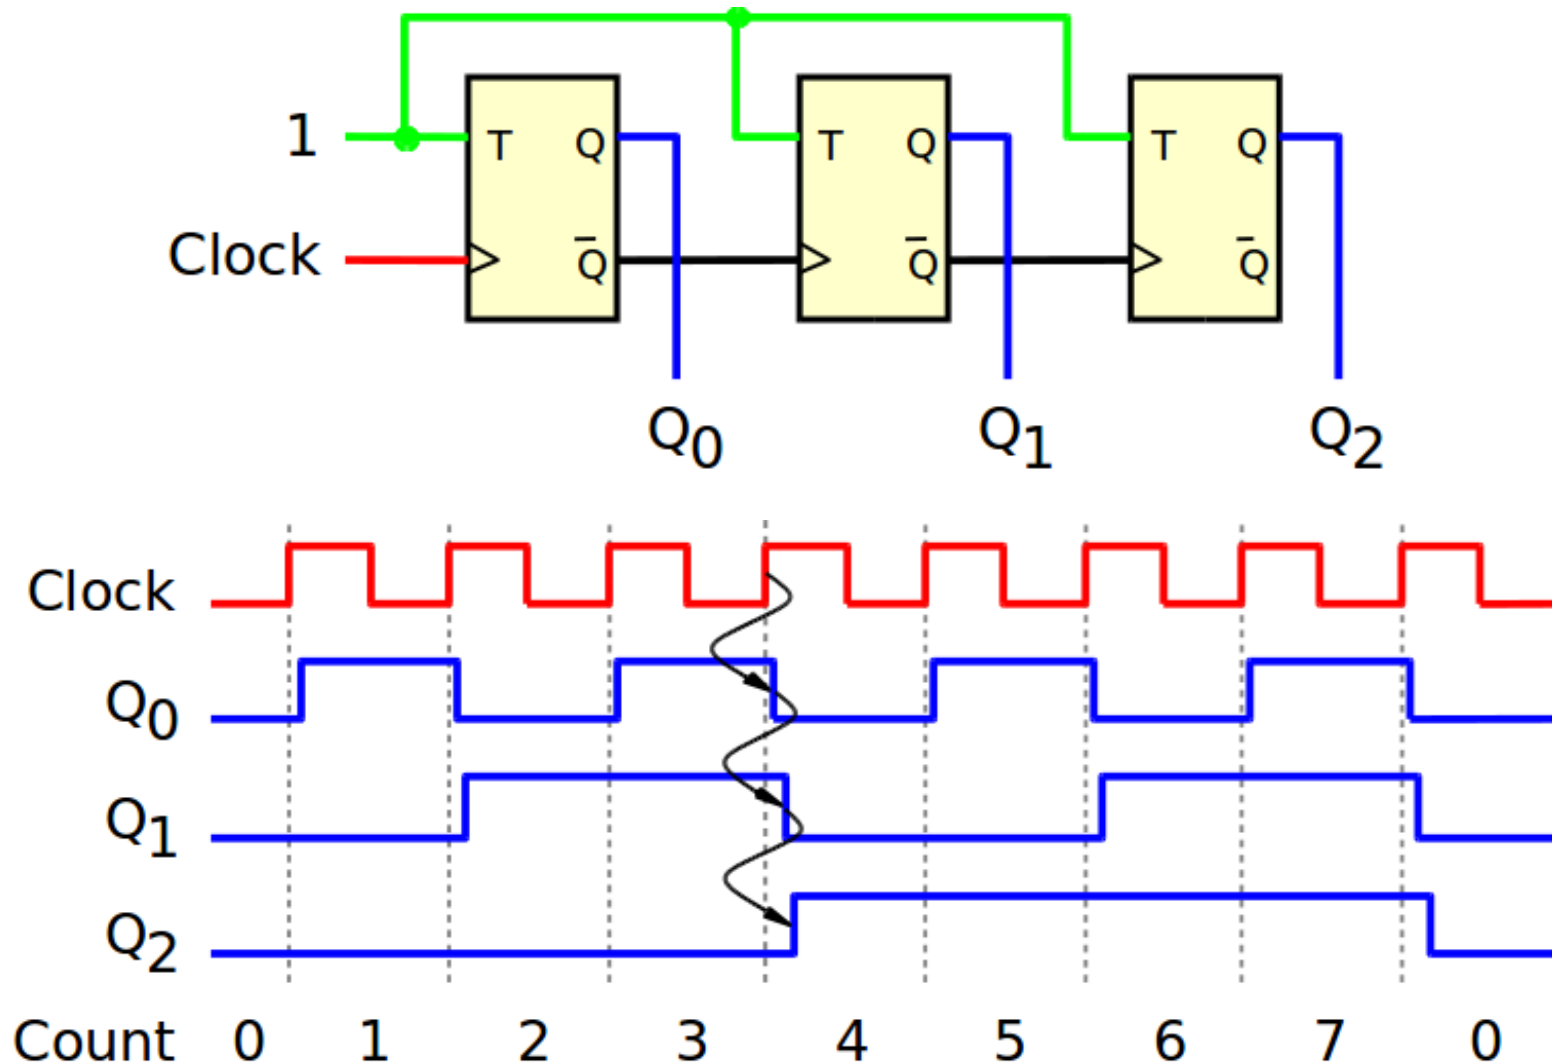 1 T Q T Q T Q
Clock Q̅ Q̅ Q̅
Q0 Q1 Q2
Clock
Q0
Q1
Q2
Count 0 1 2 3 4 5 6 7 0